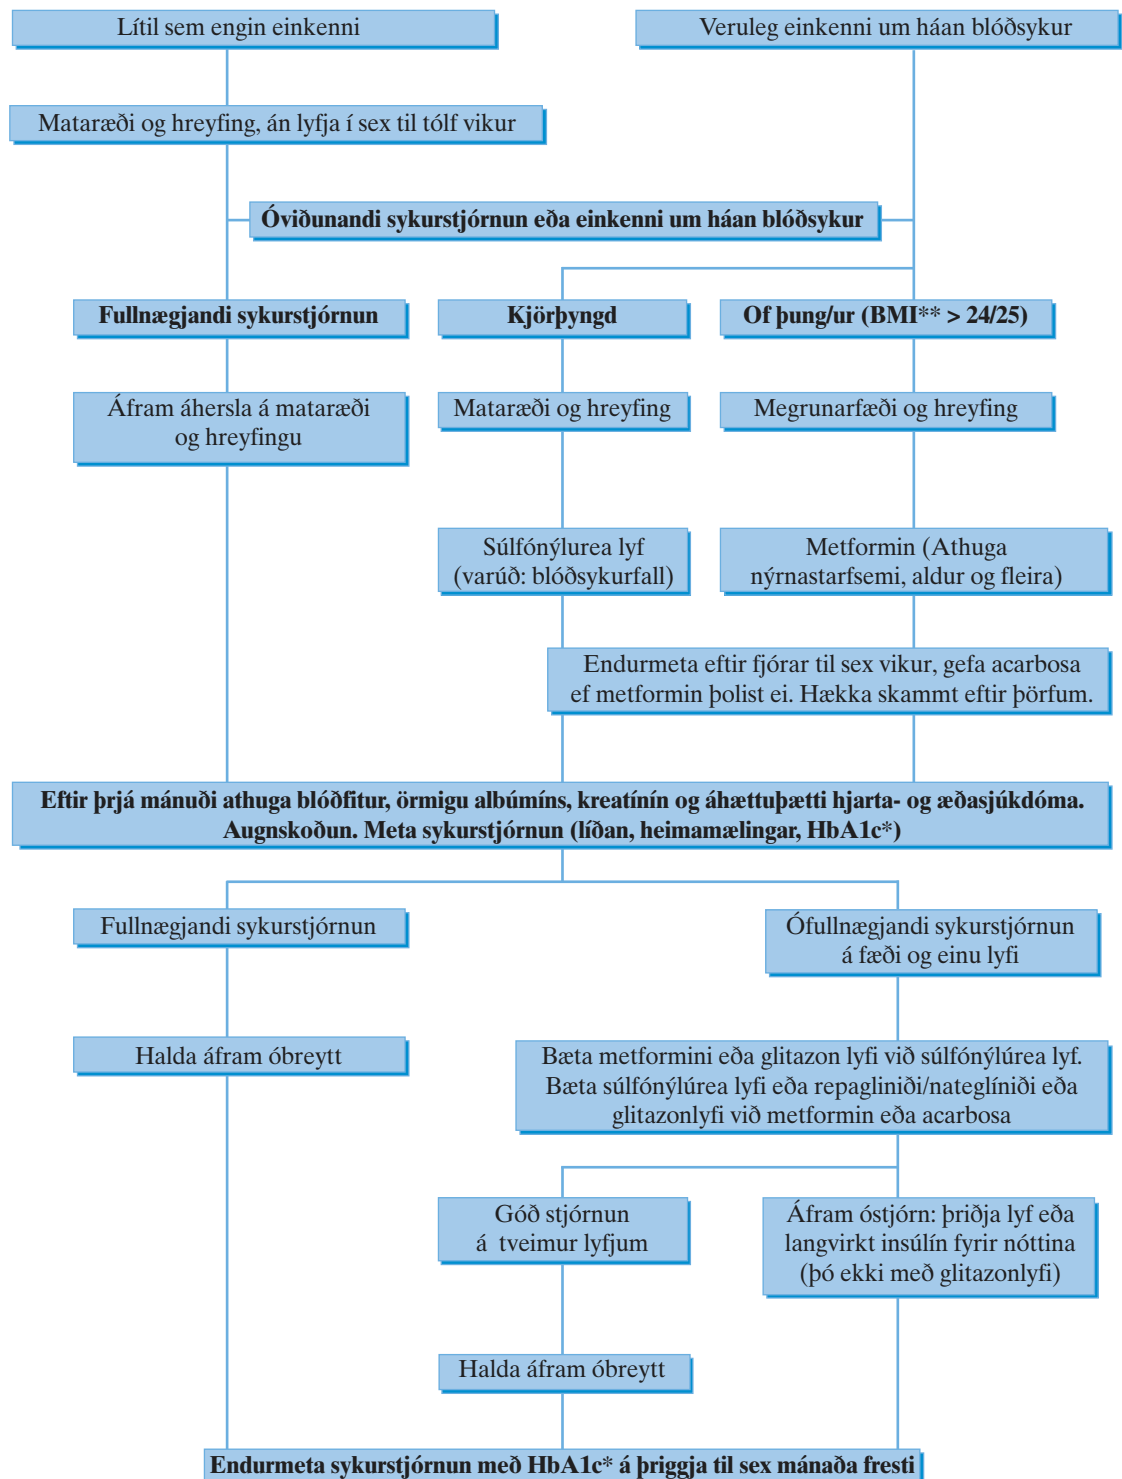 Lítil sem engin einkenni
Veruleg einkenni um háan blóðsykur
Mataræði og hreyfing, án lyfja í sex til tólf vikur
Óviðunandi sykurstjórnun eða einkenni um háan blóðsykur
Fullnægjandi sykurstjórnun
Kjörþyngd
Of þung/ur (BMI** > 24/25)
Áfram áhersla á mataræði
og hreyfingu
Mataræði og hreyfing
Megrunarfæði og hreyfing
Súlfónýlurea lyf
(varúð: blóðsykurfall)
Metformin (Athuga
nýrnastarfsemi, aldur og fleira)
Endurmeta eftir fjórar til sex vikur, gefa acarbosa
ef metformin þolist ei. Hækka skammt eftir þörfum.
Eftir þrjá mánuði athuga blóðfitur, örmigu albúmíns, kreatínín og áhættuþætti hjarta- og æðasjúkdóma.
Augnskoðun. Meta sykurstjórnun (líðan, heimamælingar, HbA1c*)
Fullnægjandi sykurstjórnun
Ófullnægjandi sykurstjórnun
á fæði og einu lyfi
Halda áfram óbreytt
Bæta metformini eða glitazon lyfi við súlfónýlúrea lyf.
Bæta súlfónýlúrea lyfi eða repagliniði/nateglíniði eða
glitazonlyfi við metformin eða acarbosa
Góð stjórnun
á tveimur lyfjum
Áfram óstjórn: þriðja lyf eða
langvirkt insúlín fyrir nóttina
(þó ekki með glitazonlyfi)
Halda áfram óbreytt
Endurmeta sykurstjórnun með HbA1c* á þriggja til sex mánaða fresti